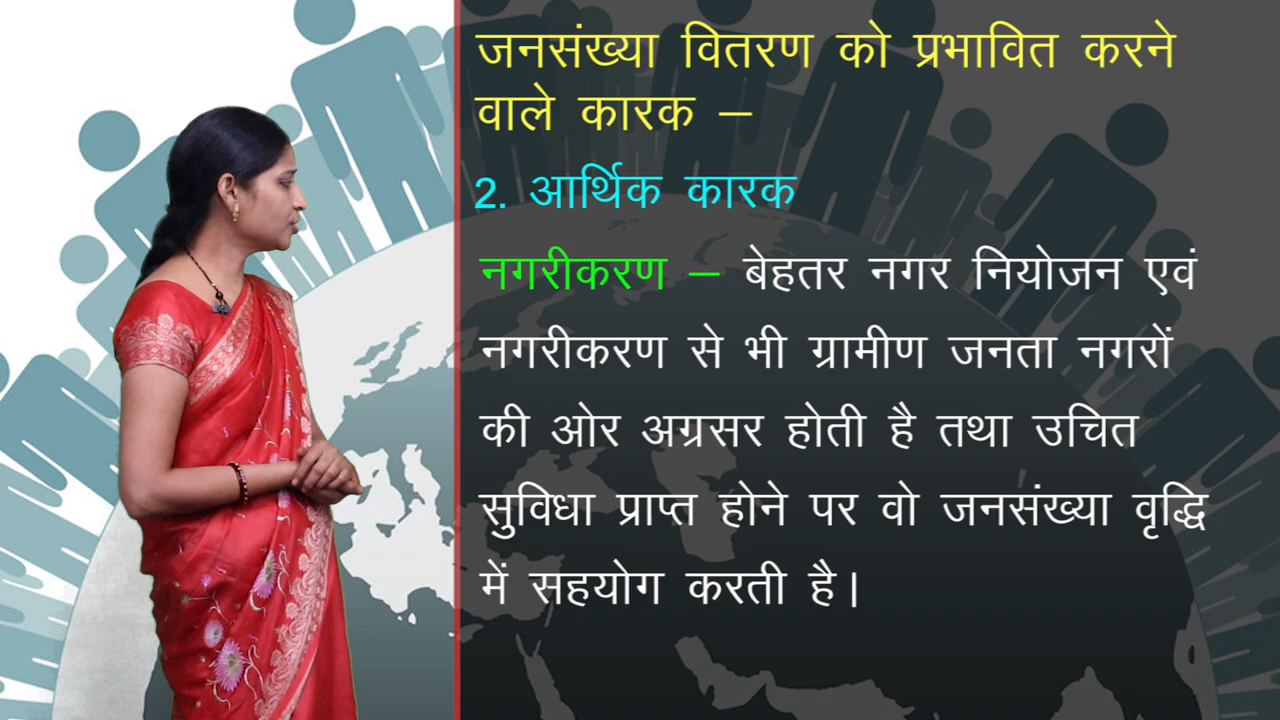 जनसंख्या वितरण को प्रभावित करने
वाले कारक –
2. आर्थिक कारक
नगरीकरण – बेहतर नगर नियोजन एवं
नगरीकरण से भी ग्रामीण जनता नगरों
की ओर अग्रसर होती है तथा उचित
सुविधा प्राप्त होने पर वो जनसंख्या वृद्धि
में सहयोग करती है।